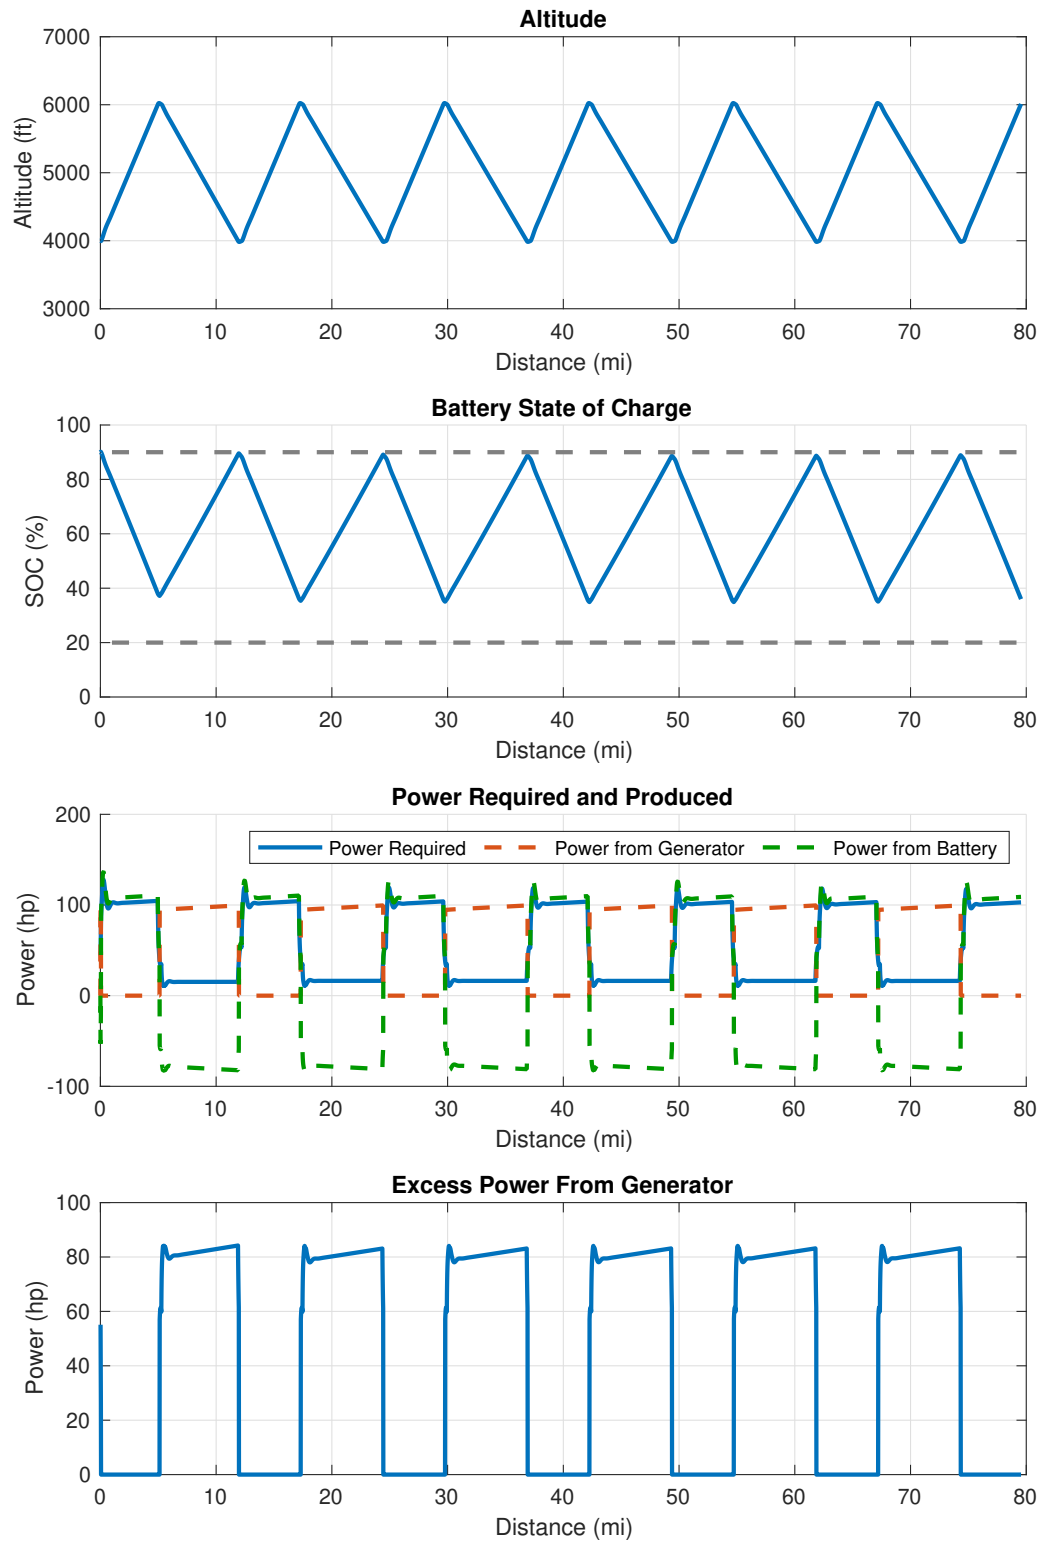 Altitude
7000
6000
5000
4000
3000
Altitude (ft)
0 10 20 30 40 50 60 70 80
Distance (mi)
Battery State of Charge
100
80
60
40
20
0
SOC (%)
0 10 20 30 40 50 60 70 80
Distance (mi)
Power Required and Produced
200
100
0
-100
Power (hp)
Power Required Power from Generator Power from Battery
0 10 20 30 40 50 60 70 80
Distance (mi)
Excess Power From Generator
100
80
60
40
20
0
Power (hp)
0 10 20 30 40 50 60 70 80
Distance (mi)